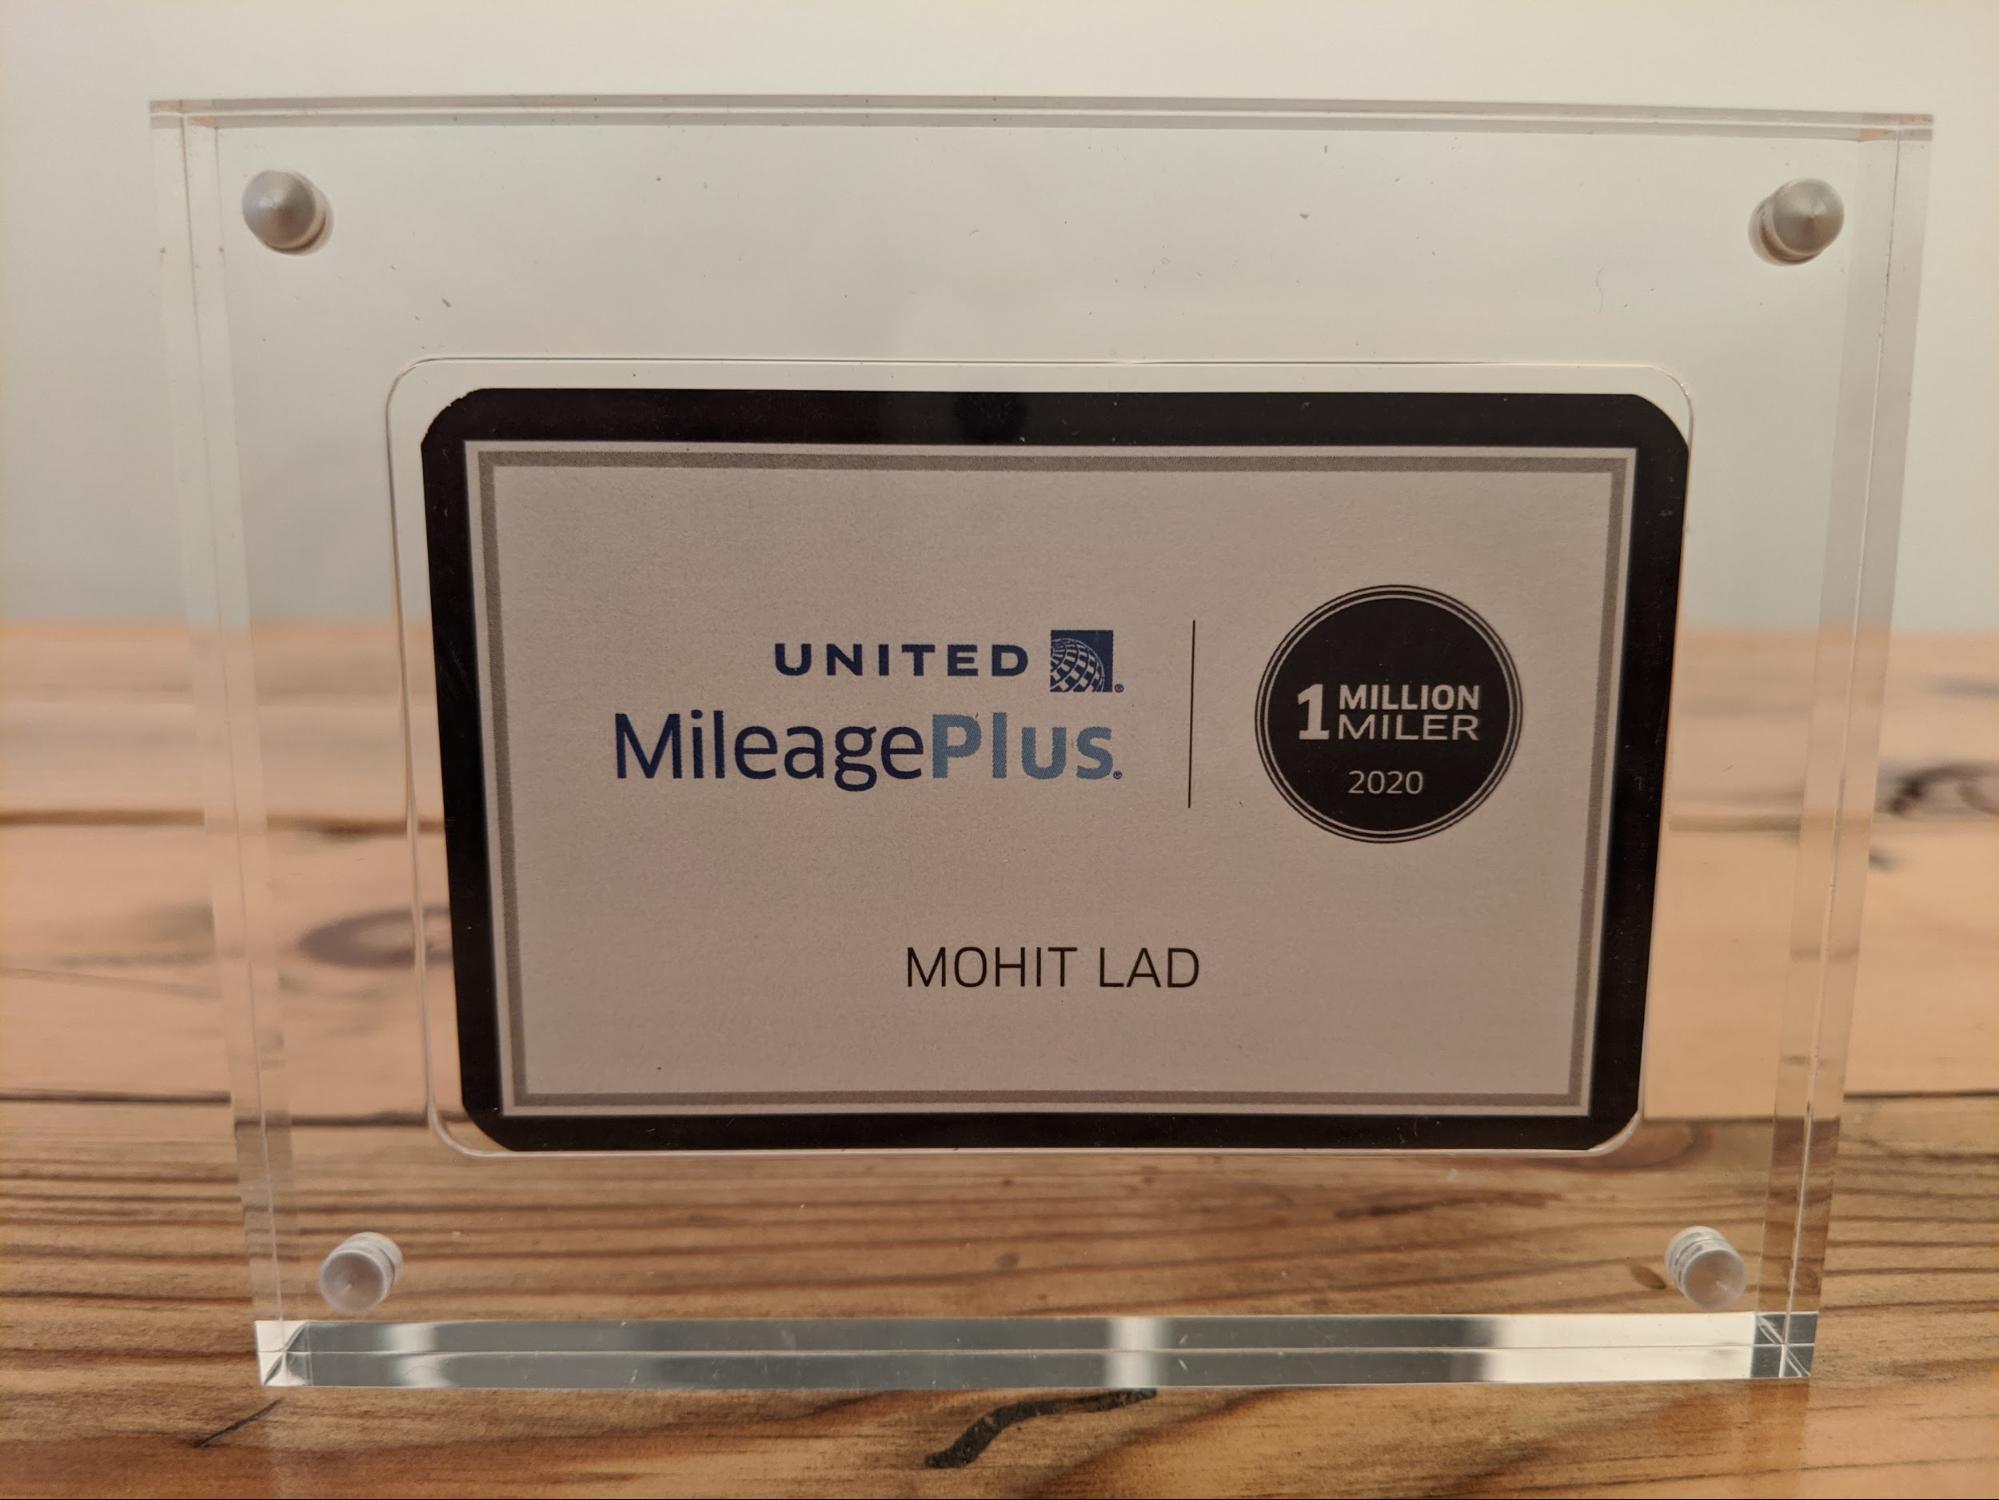 UNITED
MileagePlus®
1 MILLION
MILER
2020
MOHIT LAD